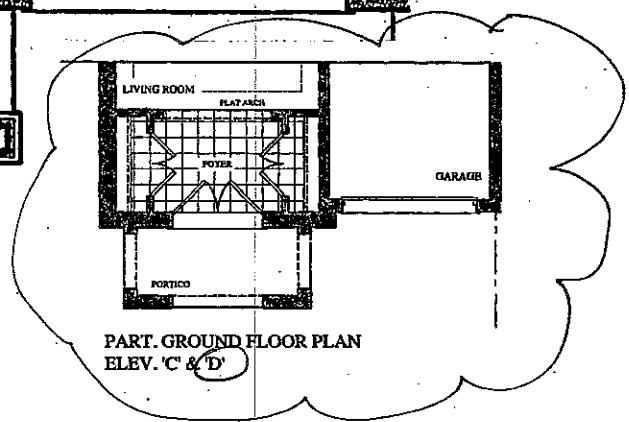 LIVING ROOM
FLAT ARCH
FOYER
GARAGE
PORTICO
PART. GROUND FLOOR PLAN
ELEV. 'C' & 'D'